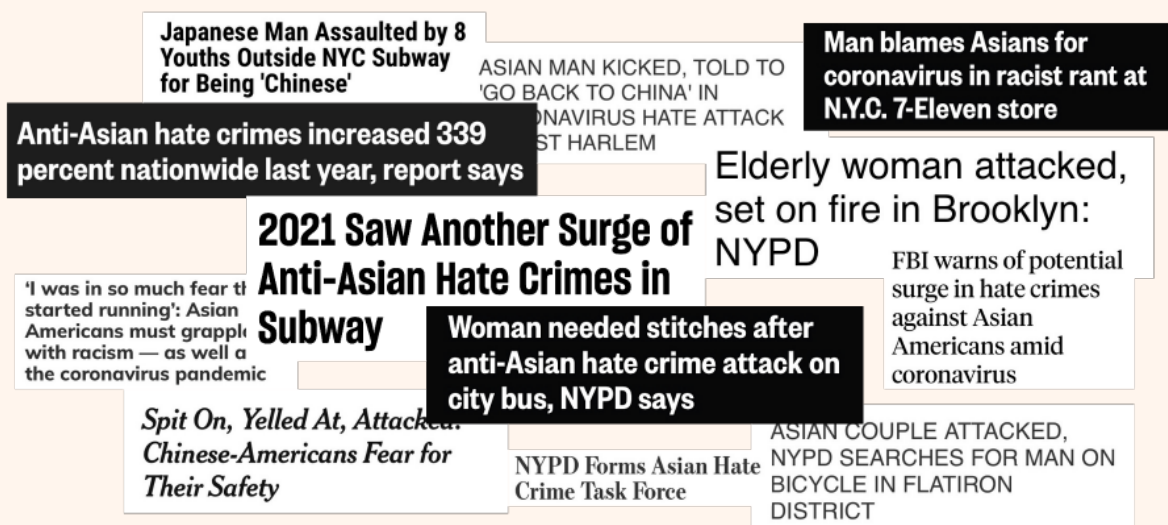 Japanese Man Assaulted by 8
Youths Outside NYC Subway
for Being 'Chinese'
ASIAN MAN KICKED, TOLD TO
'GO BACK TO CHINA' IN
HATE ATTACK
HARLEM
Man blames Asians for
coronavirus in racist rant at
N.Y.C. 7-Eleven store
Anti-Asian hate crimes increased 339
percent nationwide last year, report says
Elderly woman attacked,
set on fire in Brooklyn:
NYPD
2021 Saw Another Surge of
Anti-Asian Hate Crimes in
Subway
FBI warns of potential
surge in hate crimes
against Asian
Americans amid
coronavirus
'I was in so much fear
started running': Asian
Americans must
with racism — as well
the coronavirus pandemic
Woman needed stitches after
anti-Asian hate crime attack on
city bus, NYPD says
Spit On, Yelled At, Attacked:
Chinese-Americans Fear for
Their Safety
NYPD Forms Asian Hate
Crime Task Force
ASIAN COUPLE ATTACKED,
NYPD SEARCHES FOR MAN ON
BICYCLE IN FLATIRON
DISTRICT